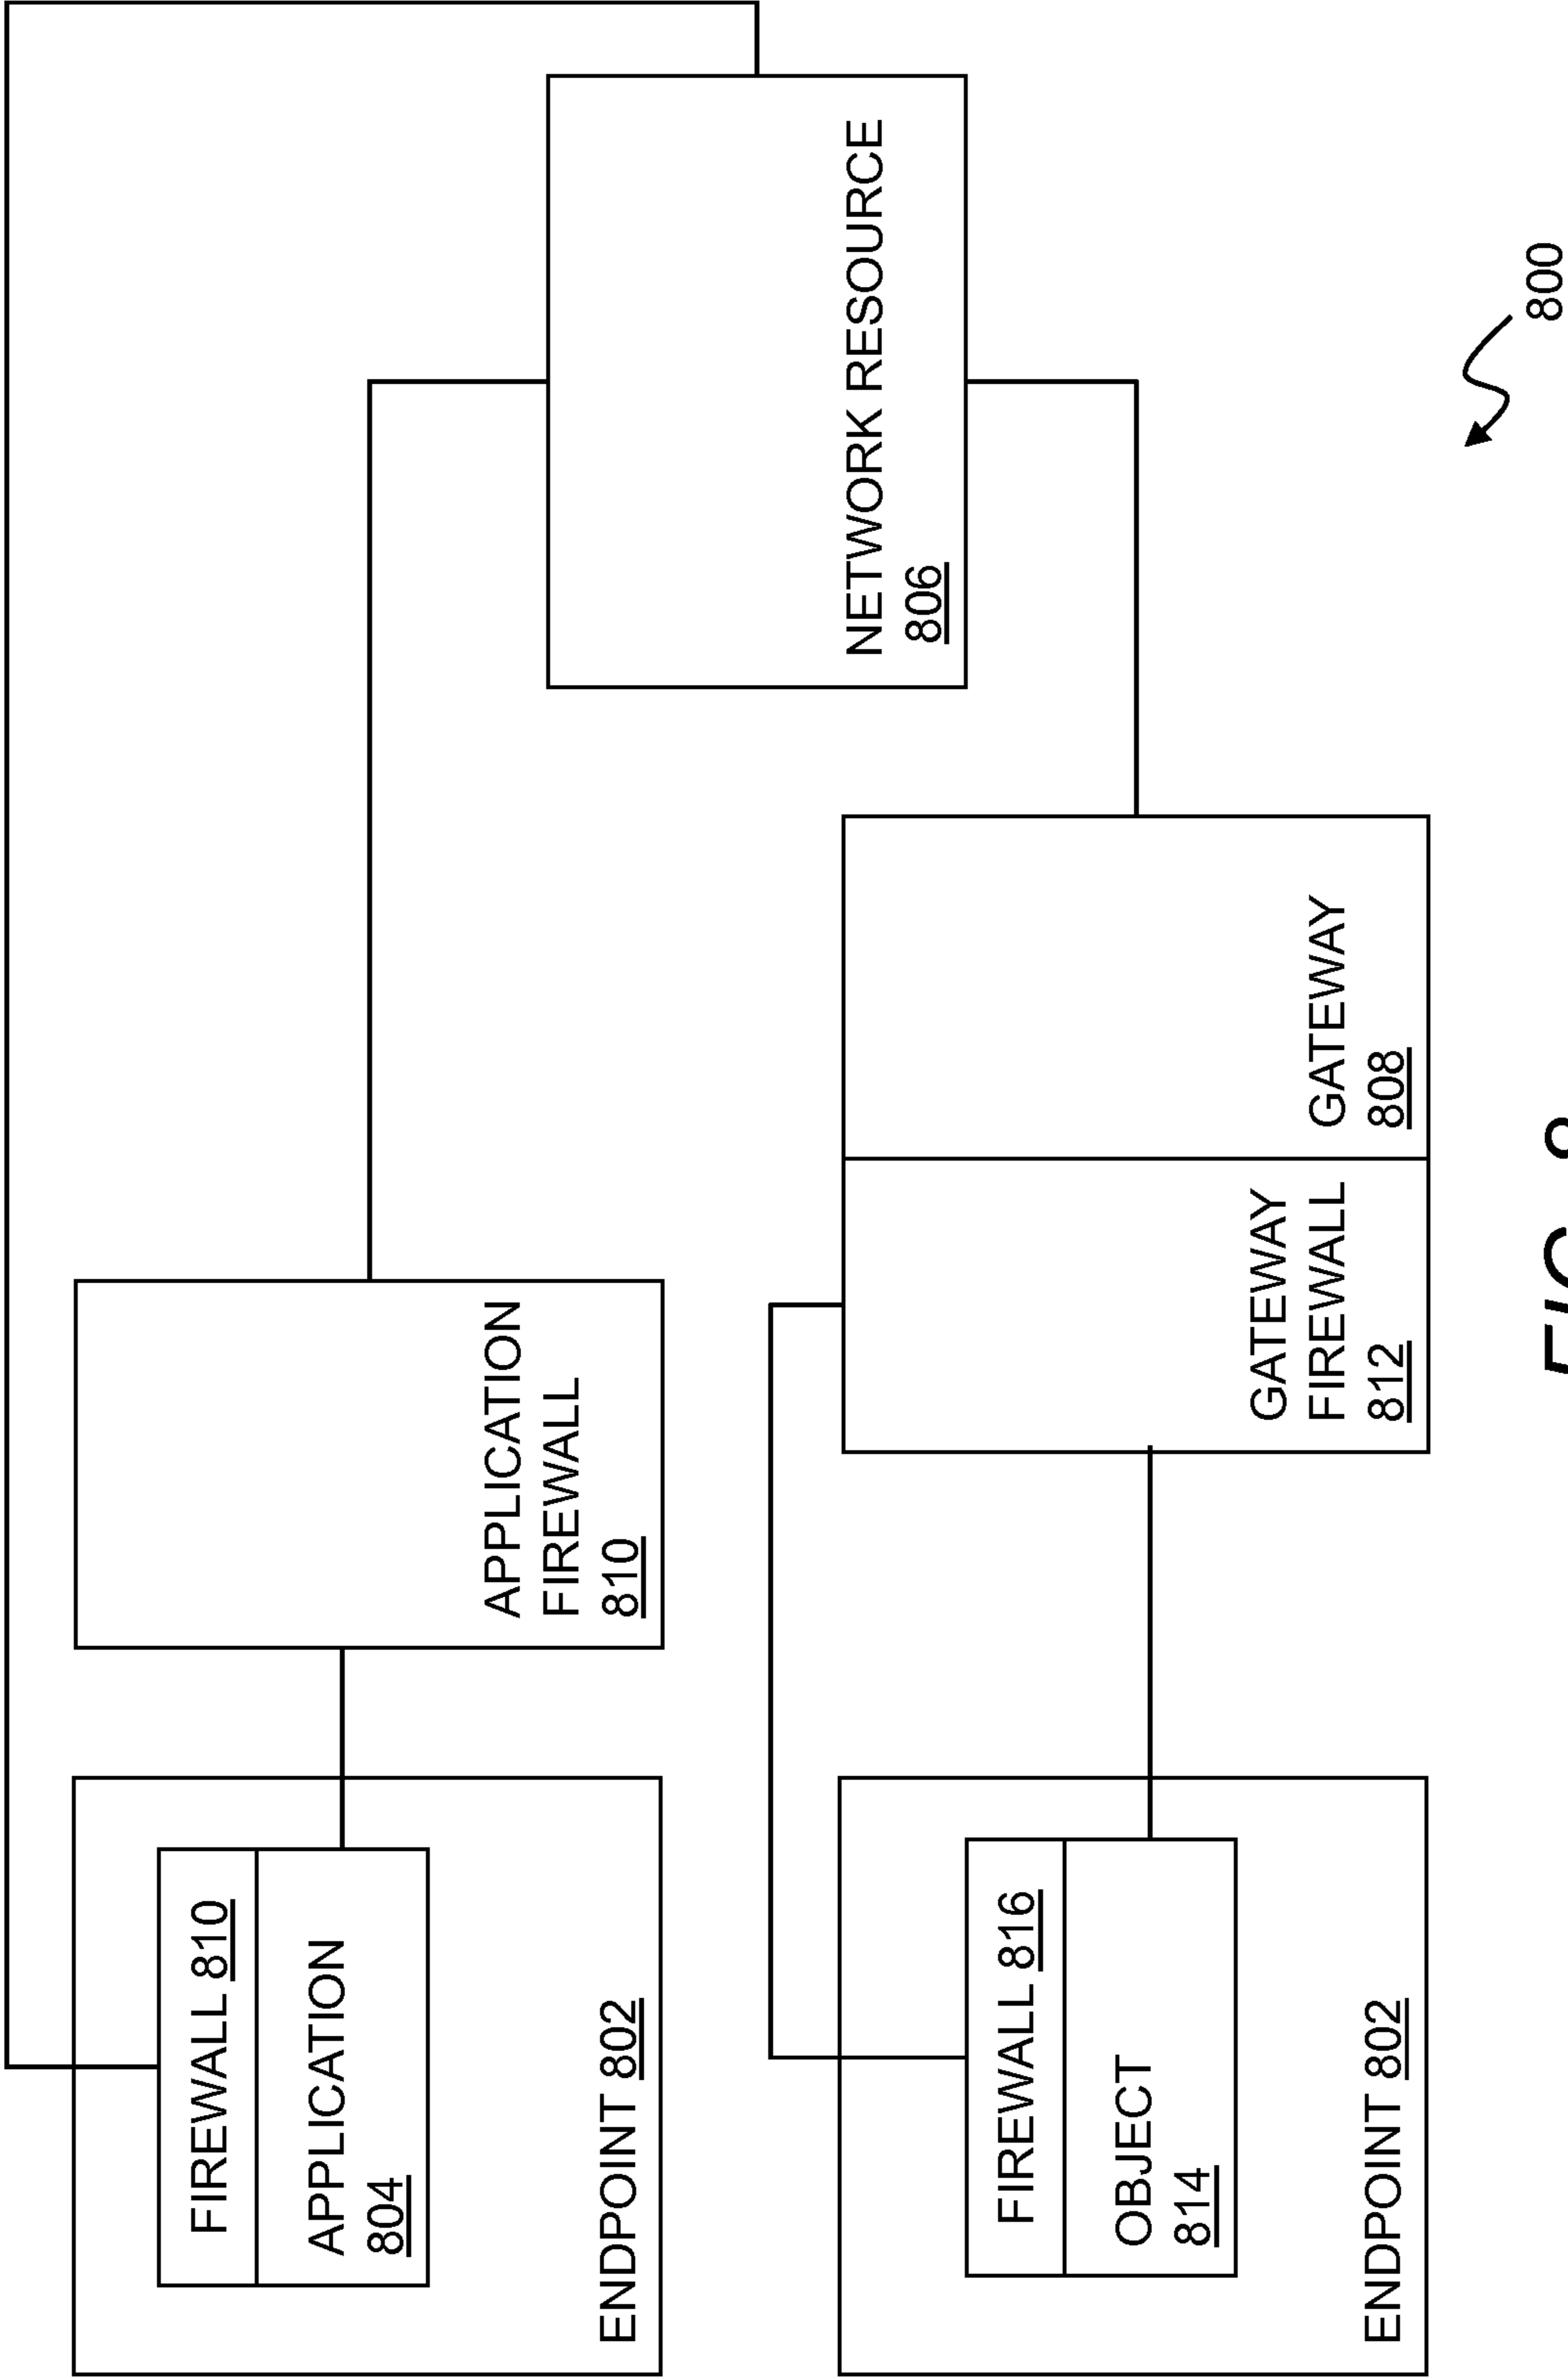 FIREWALL 810
APPLICATION
804
ENDPOINT 802
APPLICATION
FIREWALL
810
NETWORK RESOURCE
806
FIREWALL 816
OBJECT
814
ENDPOINT 802
GATEWAY
FIREWALL
812
GATEWAY
808
800